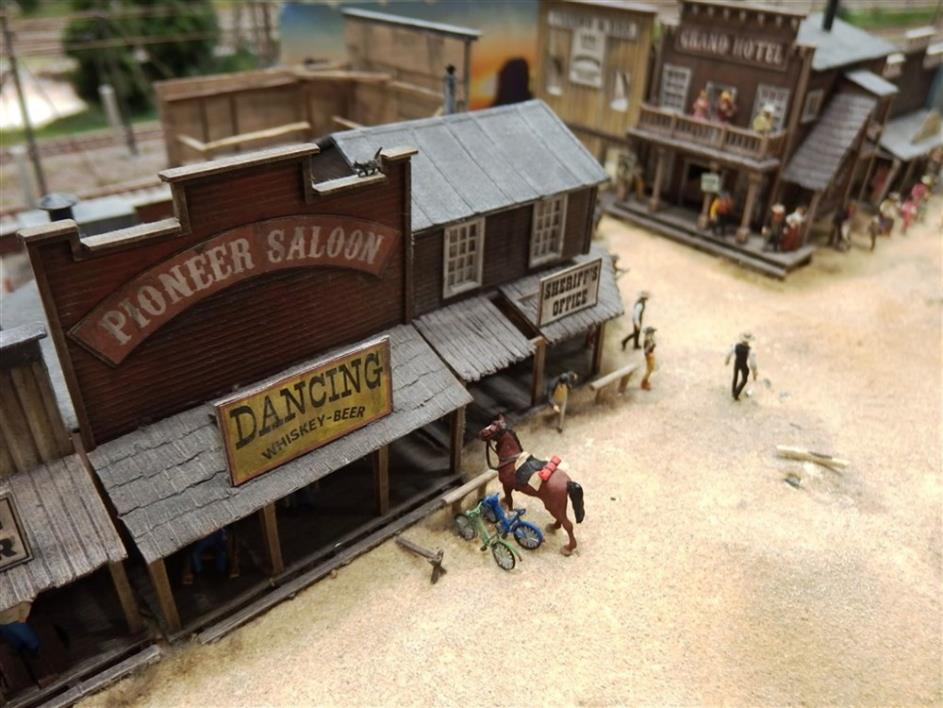 PIONEER SALOON
DANCING
WHISKEY-BEER
SHERIFF'S
OFFICE
GRAND HOTEL